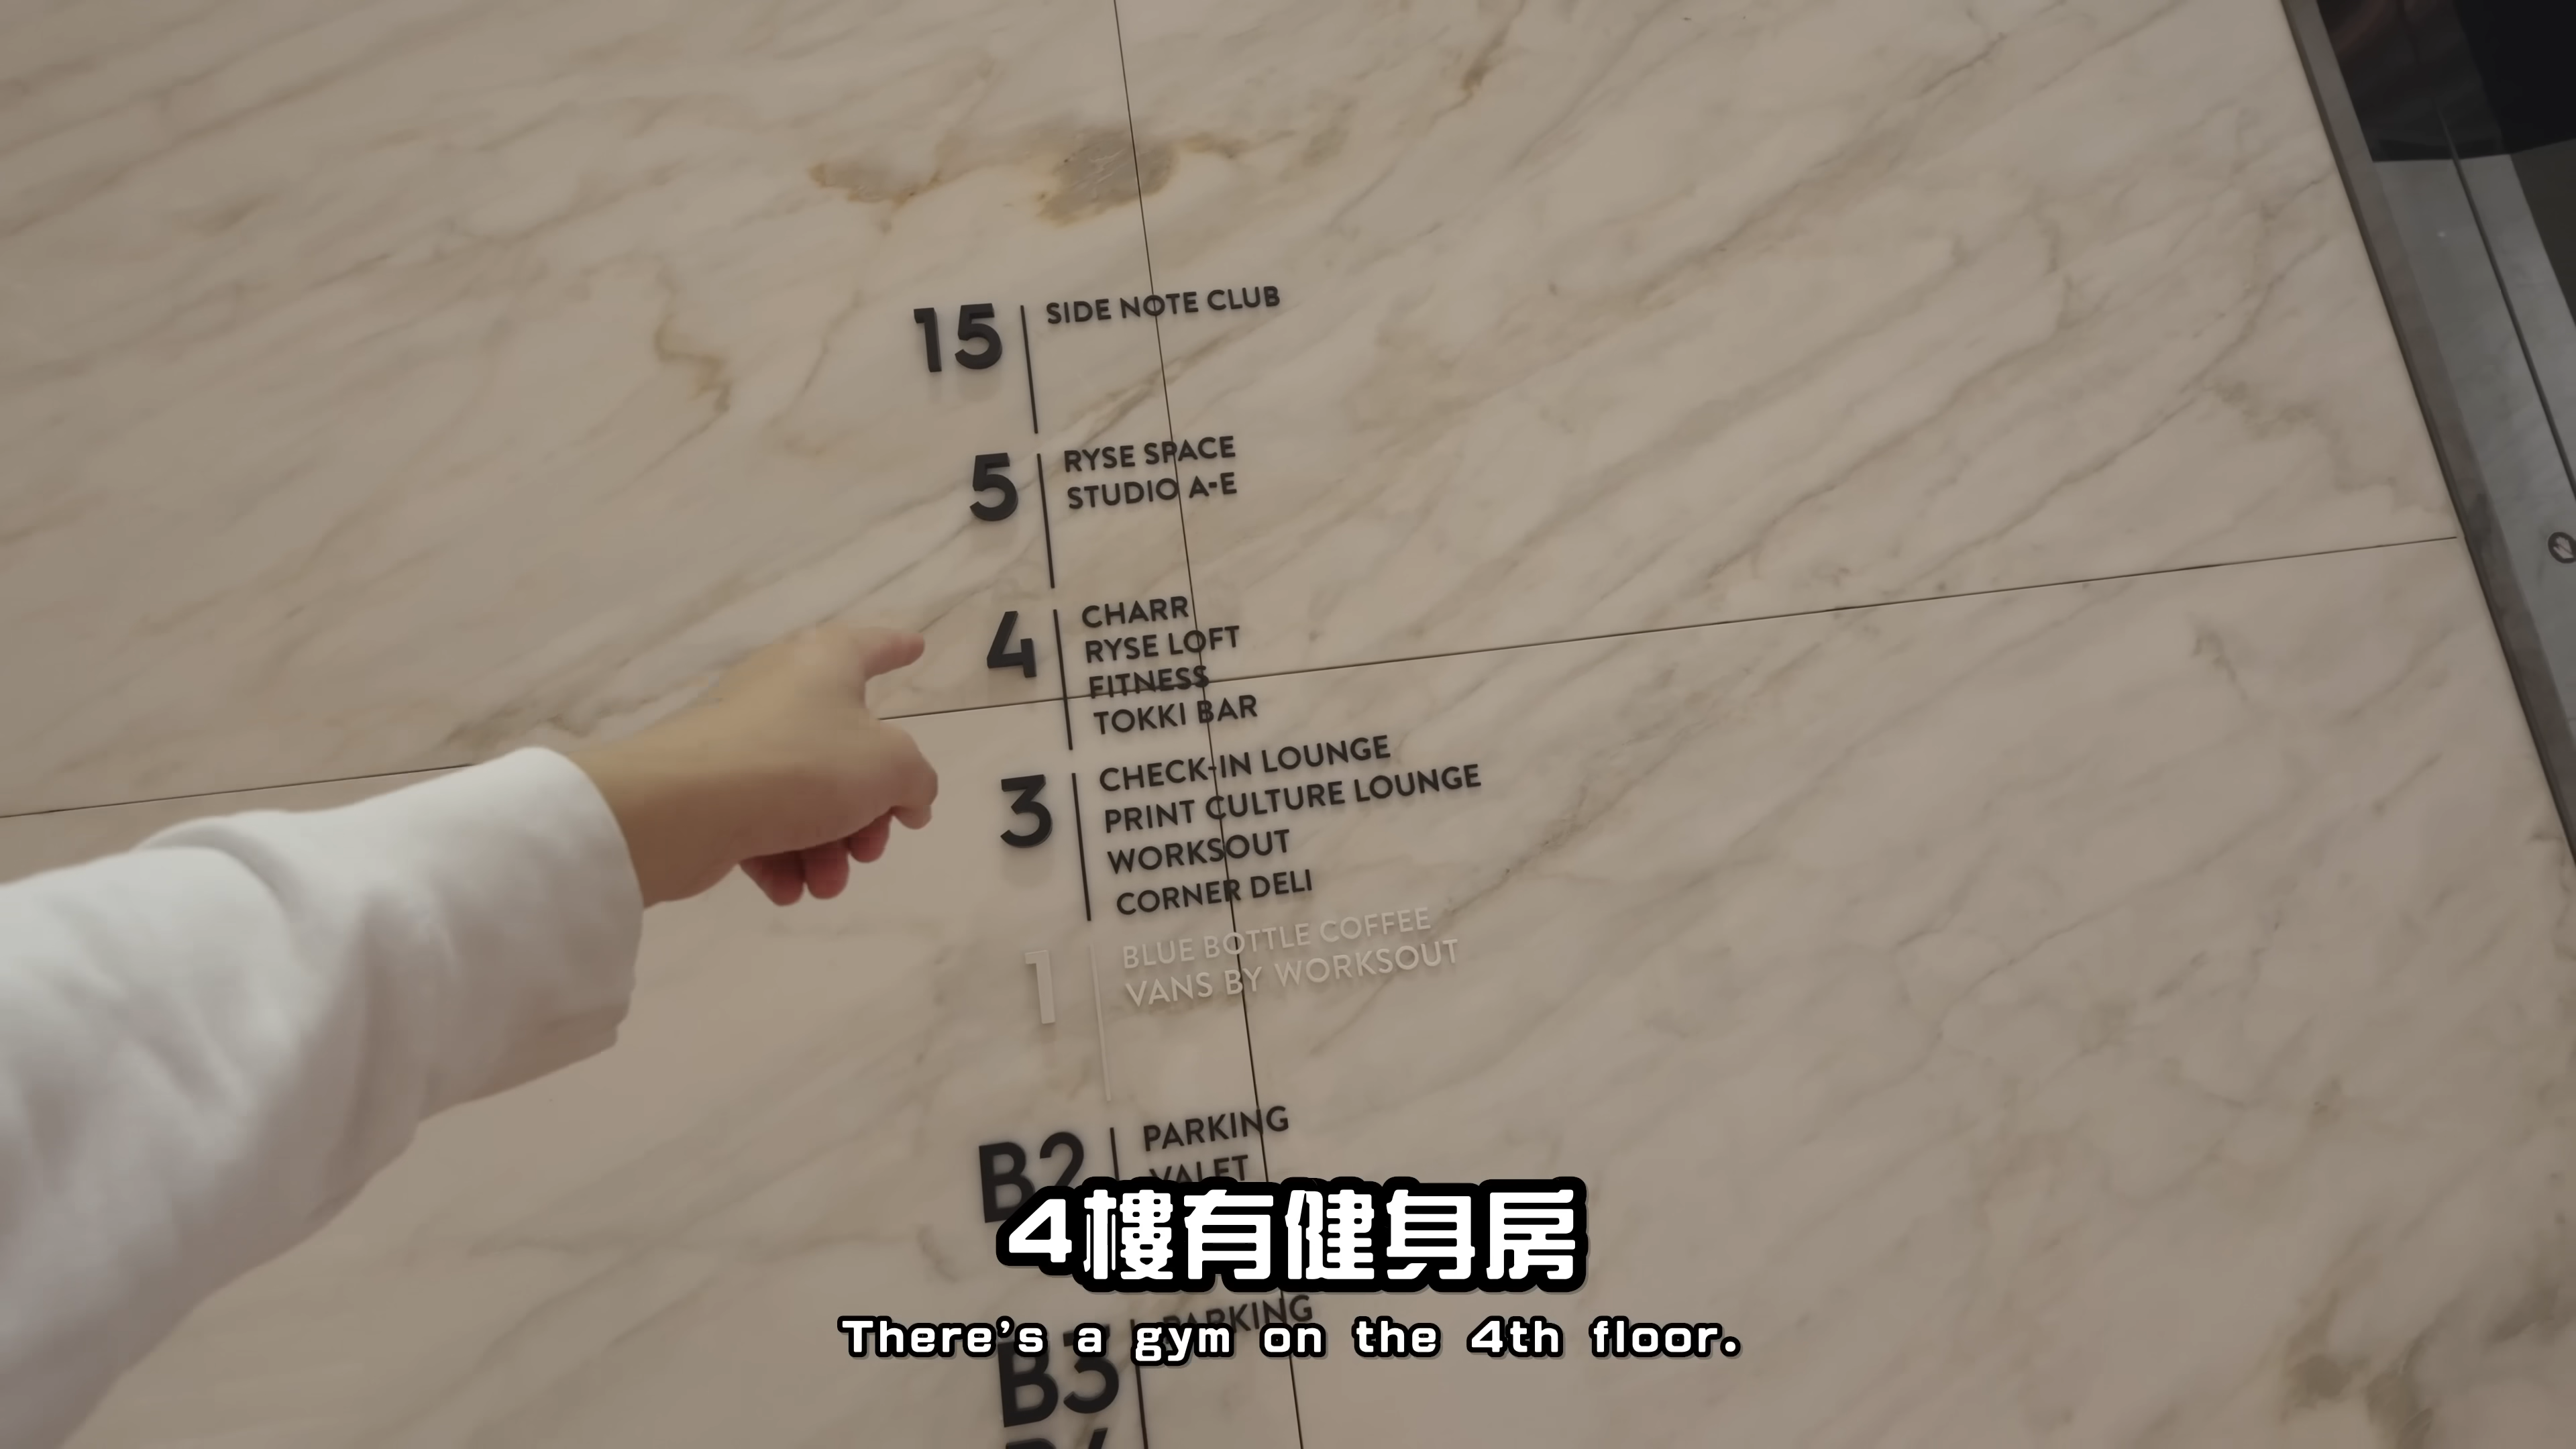 15
SIDE NOTE CLUB
5
RYSE SPACE
STUDIO A-E
4
CHARR
RYSE LOFT
FITNESS
TOKKI BAR
3
CHECK-IN LOUNGE
PRINT CULTURE LOUNGE
WORKSOUT
CORNER DELI
1
BLUE BOTTLE COFFEE
VANS BY WORKSOUT
B2
PARKING
VALET
4樓有健身房
PARKING
There's a gym on the 4th floor.
B3